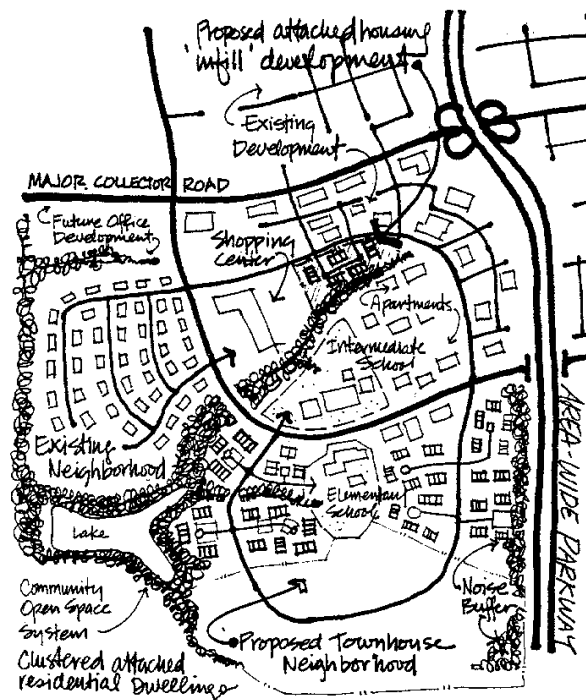 Proposed attached housing
'infill' development
Existing
Development
MAJOR COLLECTOR ROAD
Future Office
Development
Shopping
Center
Apartments
Intermediate
School
Existing
Neighborhood
Elementary
School
Lake
AREA-WIDE PARKWAY
Community
Open Space
System
Noise
Buffer
Proposed Townhouse
Neighborhood
Clustered attached
residential Dwellings